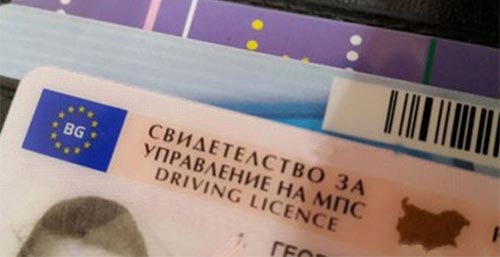 BG
СВИДЕТЕЛСТВО ЗА
УПРАВЛЕНИЕ НА МПС
DRIVING LICENCE